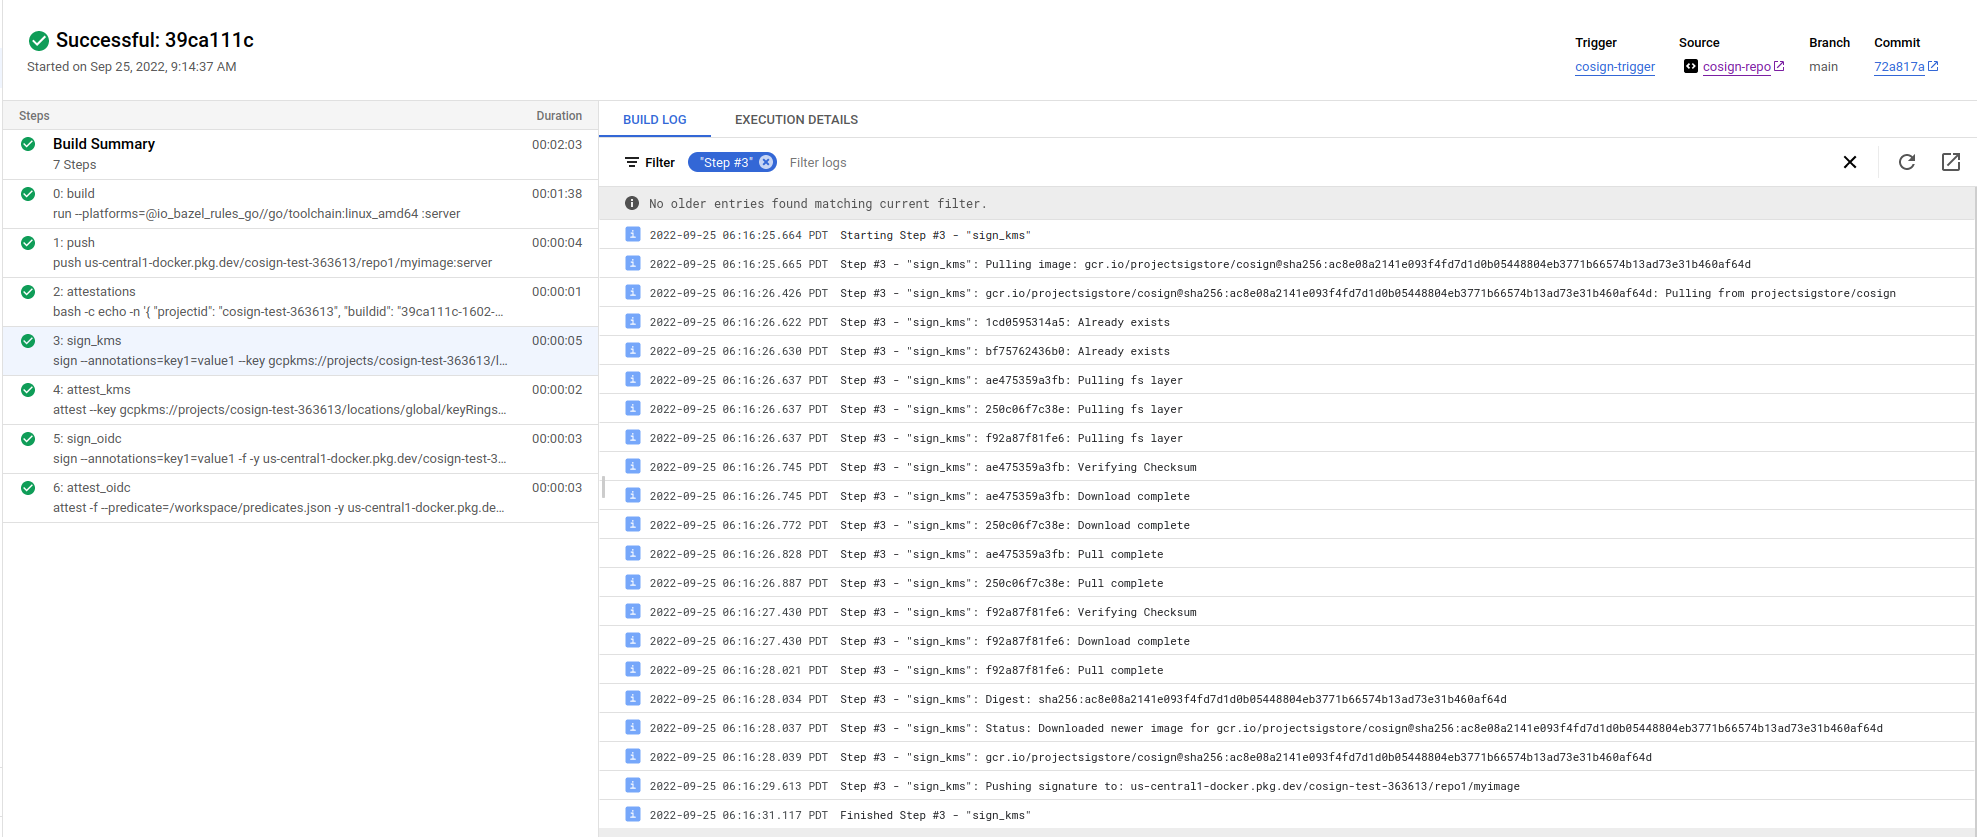 Successful: 39ca111c
Started on Sep 25, 2022, 9:14:37 AM
Trigger
cosign-trigger
Source
cosign-repo
Branch
main
Commit
72a817a
Steps Duration
Build Summary 00:02:03
7 Steps
0: build 00:01:38
run --platforms=@io_bazel_rules_go//go/toolchain:linux_amd64 :server
1: push 00:00:04
push us-central1-docker.pkg.dev/cosign-test-363613/repo1/myimage:server
2: attestations 00:00:01
bash -c echo -n '{ "projectid": "cosign-test-363613", "buildid": "39ca111c-1602-...
3: sign_kms 00:00:05
sign --annotations=key1=value1 --key gcpkms://projects/cosign-test-363613/l...
4: attest_kms 00:00:02
attest --key gcpkms://projects/cosign-test-363613/locations/global/keyRings...
5: sign_oidc 00:00:03
sign --annotations=key1=value1 -f -y us-central1-docker.pkg.dev/cosign-test-3...
6: attest_oidc 00:00:03
attest -f --predicate=/workspace/predicates.json -y us-central1-docker.pkg.de...
BUILD LOG EXECUTION DETAILS
Filter "Step #3" Filter logs
No older entries found matching current filter.
2022-09-25 06:16:25.664 PDT Starting Step #3 - "sign_kms"
2022-09-25 06:16:25.665 PDT Step #3 - "sign_kms": Pulling image: gcr.io/projectsigstore/cosign@sha256:ac8e08a2141e093f4fd7d1d0b05448804eb3771b66574b13ad73e31b460af64d
2022-09-25 06:16:26.426 PDT Step #3 - "sign_kms": gcr.io/projectsigstore/cosign@sha256:ac8e08a2141e093f4fd7d1d0b05448804eb3771b66574b13ad73e31b460af64d: Pulling from projectsigstore/cosign
2022-09-25 06:16:26.622 PDT Step #3 - "sign_kms": 1cd0595314a5: Already exists
2022-09-25 06:16:26.630 PDT Step #3 - "sign_kms": bf75762436b0: Already exists
2022-09-25 06:16:26.637 PDT Step #3 - "sign_kms": ae475359a3fb: Pulling fs layer
2022-09-25 06:16:26.637 PDT Step #3 - "sign_kms": 250c06f7c38e: Pulling fs layer
2022-09-25 06:16:26.637 PDT Step #3 - "sign_kms": f92a87f81fe6: Pulling fs layer
2022-09-25 06:16:26.745 PDT Step #3 - "sign_kms": ae475359a3fb: Verifying Checksum
2022-09-25 06:16:26.745 PDT Step #3 - "sign_kms": ae475359a3fb: Download complete
2022-09-25 06:16:26.772 PDT Step #3 - "sign_kms": 250c06f7c38e: Download complete
2022-09-25 06:16:26.828 PDT Step #3 - "sign_kms": ae475359a3fb: Pull complete
2022-09-25 06:16:26.887 PDT Step #3 - "sign_kms": 250c06f7c38e: Pull complete
2022-09-25 06:16:27.430 PDT Step #3 - "sign_kms": f92a87f81fe6: Verifying Checksum
2022-09-25 06:16:27.430 PDT Step #3 - "sign_kms": f92a87f81fe6: Download complete
2022-09-25 06:16:28.021 PDT Step #3 - "sign_kms": f92a87f81fe6: Pull complete
2022-09-25 06:16:28.034 PDT Step #3 - "sign_kms": Digest: sha256:ac8e08a2141e093f4fd7d1d0b05448804eb3771b66574b13ad73e31b460af64d
2022-09-25 06:16:28.037 PDT Step #3 - "sign_kms": Status: Downloaded newer image for gcr.io/projectsigstore/cosign@sha256:ac8e08a2141e093f4fd7d1d0b05448804eb3771b66574b13ad73e31b460af64d
2022-09-25 06:16:28.039 PDT Step #3 - "sign_kms": gcr.io/projectsigstore/cosign@sha256:ac8e08a2141e093f4fd7d1d0b05448804eb3771b66574b13ad73e31b460af64d
2022-09-25 06:16:29.613 PDT Step #3 - "sign_kms": Pushing signature to: us-central1-docker.pkg.dev/cosign-test-363613/repo1/myimage
2022-09-25 06:16:31.117 PDT Finished Step #3 - "sign_kms"